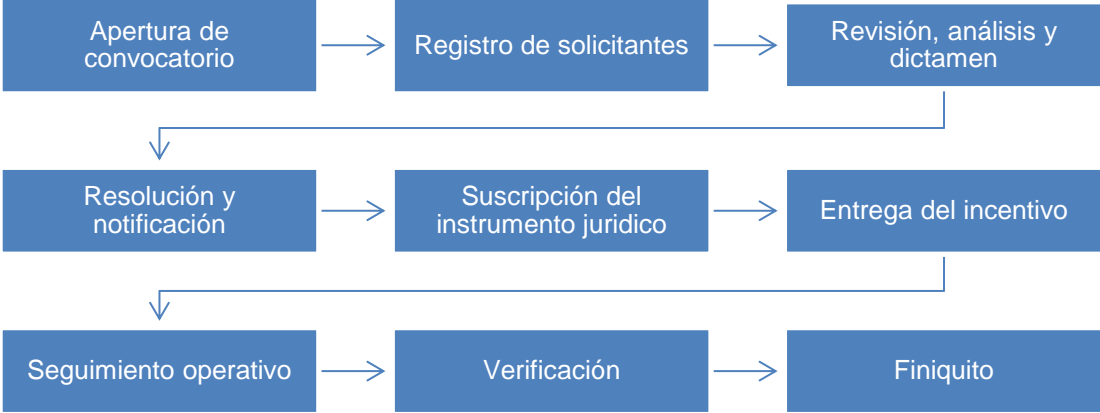 Apertura de
convocatorio
Registro de solicitantes
Revisión, análisis y
dictamen
Resolución y
notificación
Suscripción del
instrumento juridico
Entrega del incentivo
Seguimiento operativo
Verificación
Finiquito